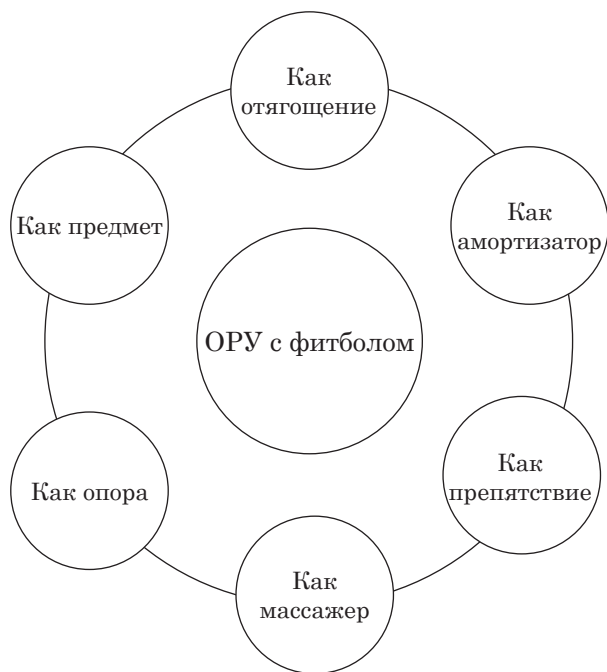 Как
отягощение
Как предмет
Как
амортизатор
ОРУ с фитболом
Как опора
Как
препятствие
Как
массажер